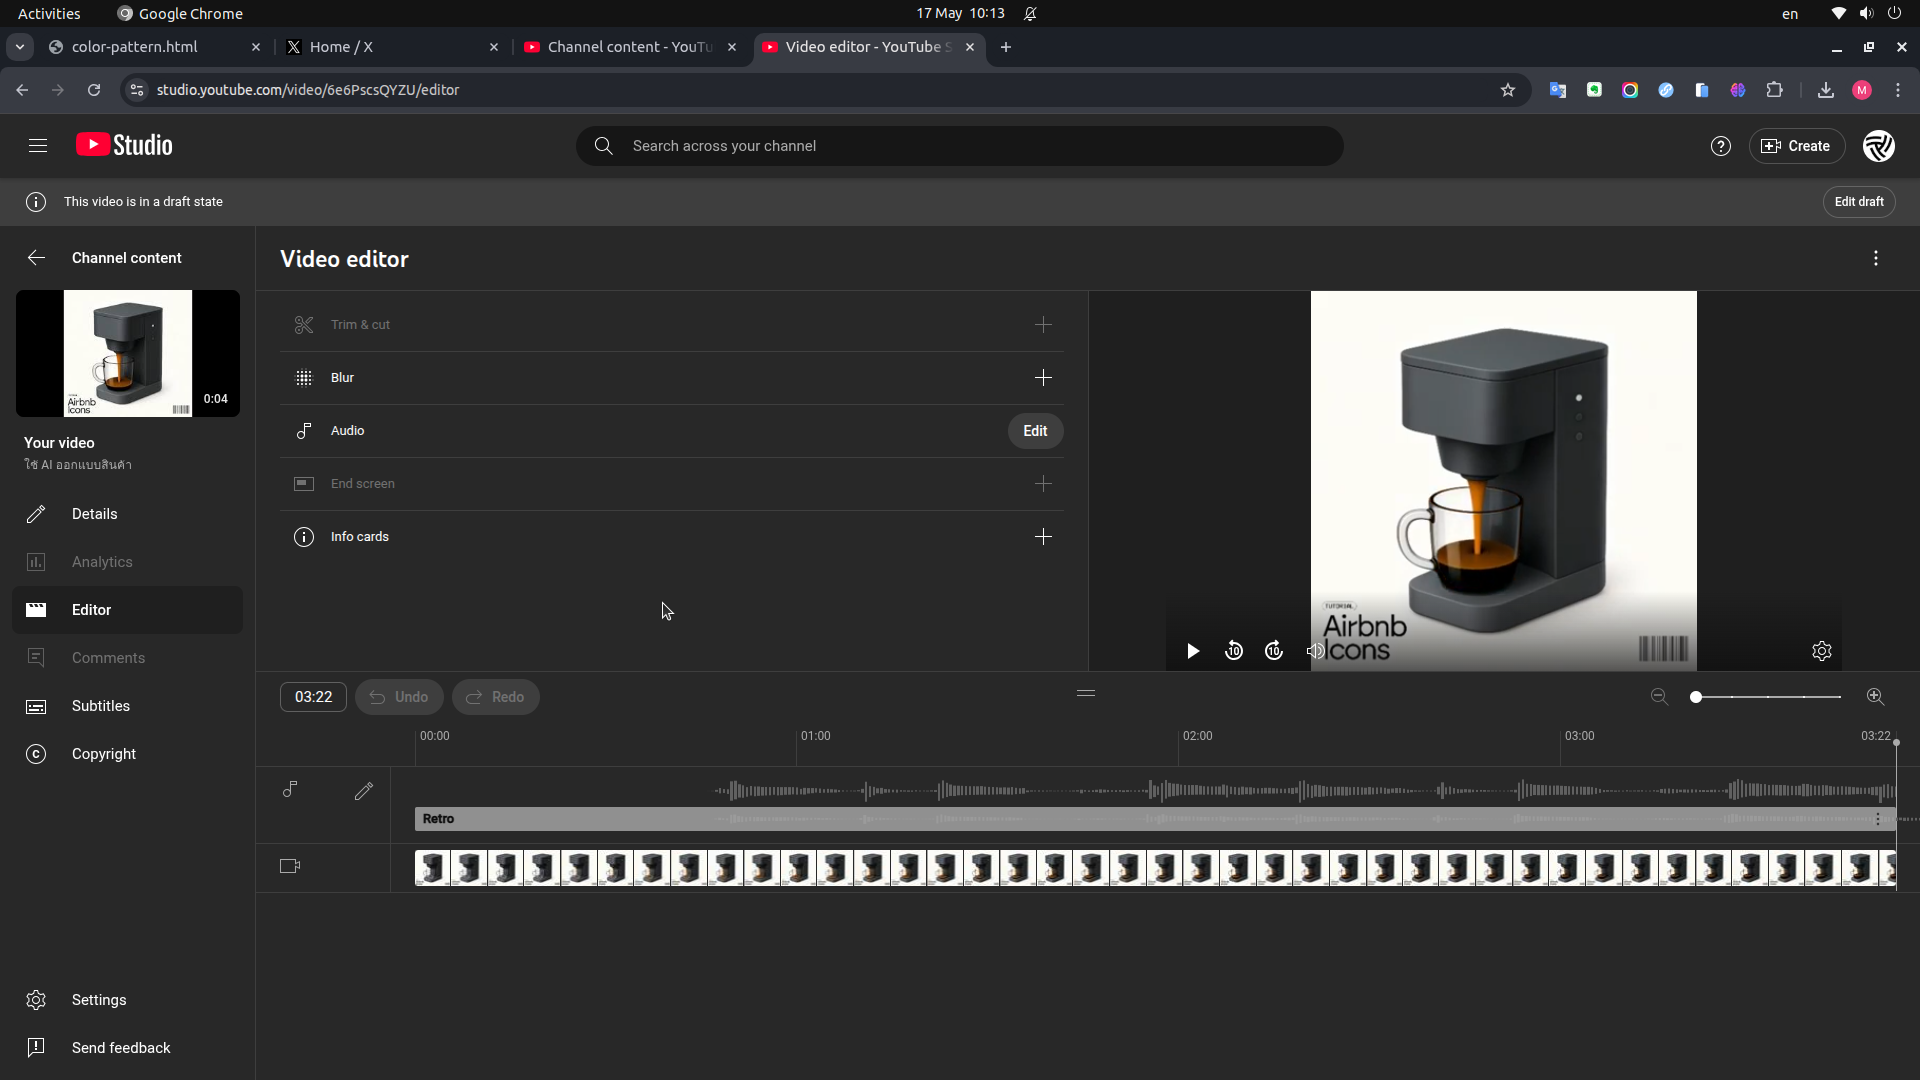 Activities
Google Chrome
17 May 10:13
en
color-pattern.html
Home / X
Channel content - YouTu
Video editor - YouTube S
studio.youtube.com/video/6e6PscsQYZU/editor
M
Studio
Search across your channel
Create
This video is in a draft state
Edit draft
Channel content
Airbnb
Icons
0:04
Your video
ใช้ AI ออกแบบสินค้า
Details
Analytics
Editor
Comments
Subtitles
Copyright
Settings
Send feedback
Video editor
Trim & cut
Blur
Audio
Edit
End screen
Info cards
TUTORIAL
Airbnb
Icons
10
10
03:22
Undo
Redo
00:00
01:00
02:00
03:00
03:22
Retro